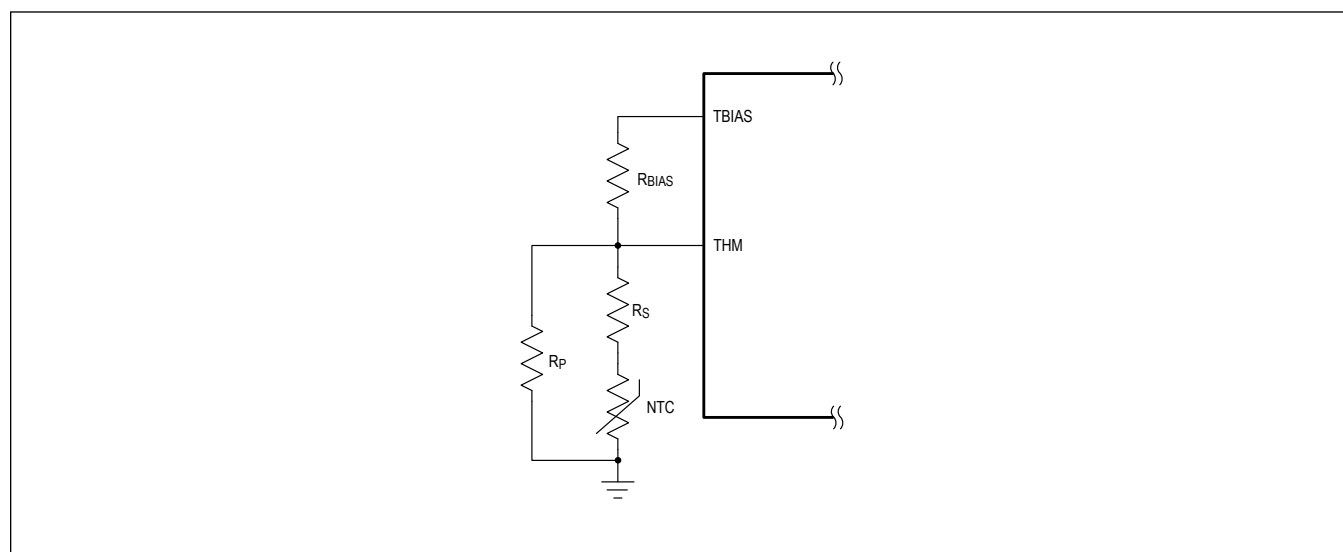 TBIAS
RBIAS
THM
RS
RP
NTC